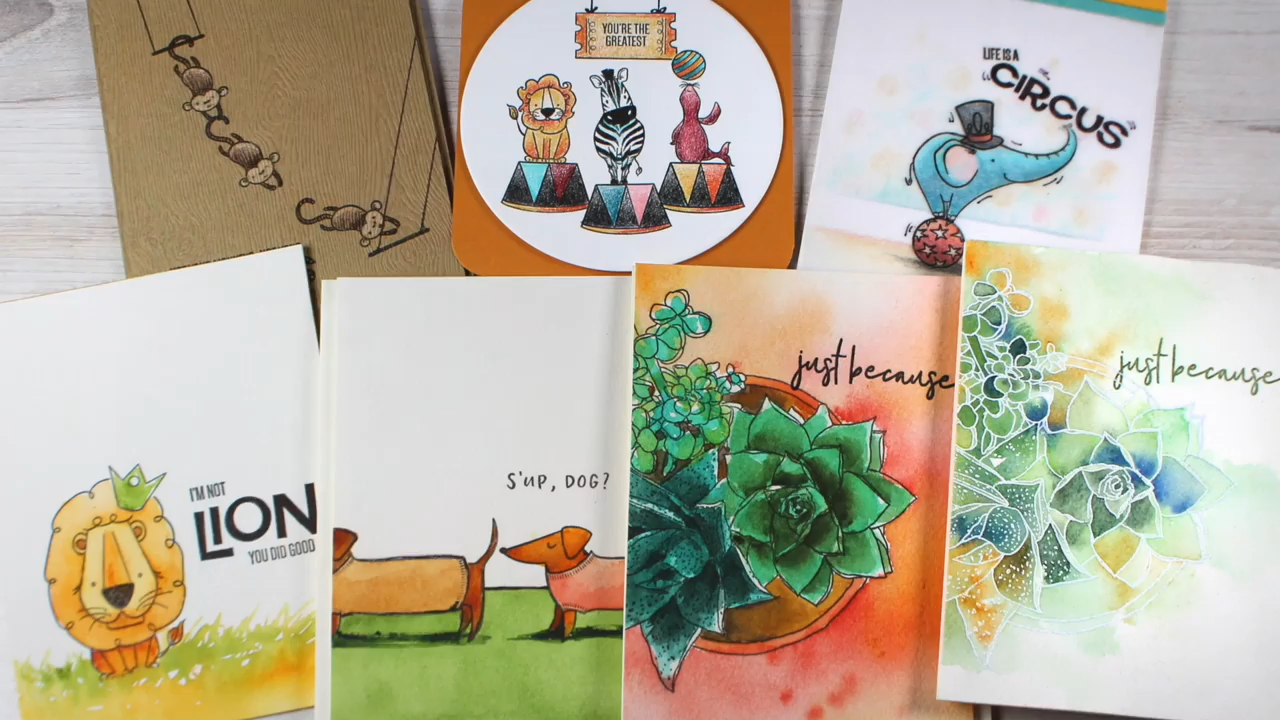 YOU'RE THE
GREATEST
LIFE IS A
CIRCUS
I'M NOT
LION
YOU DID GOOD
S'UP, DOG?
just because
just because